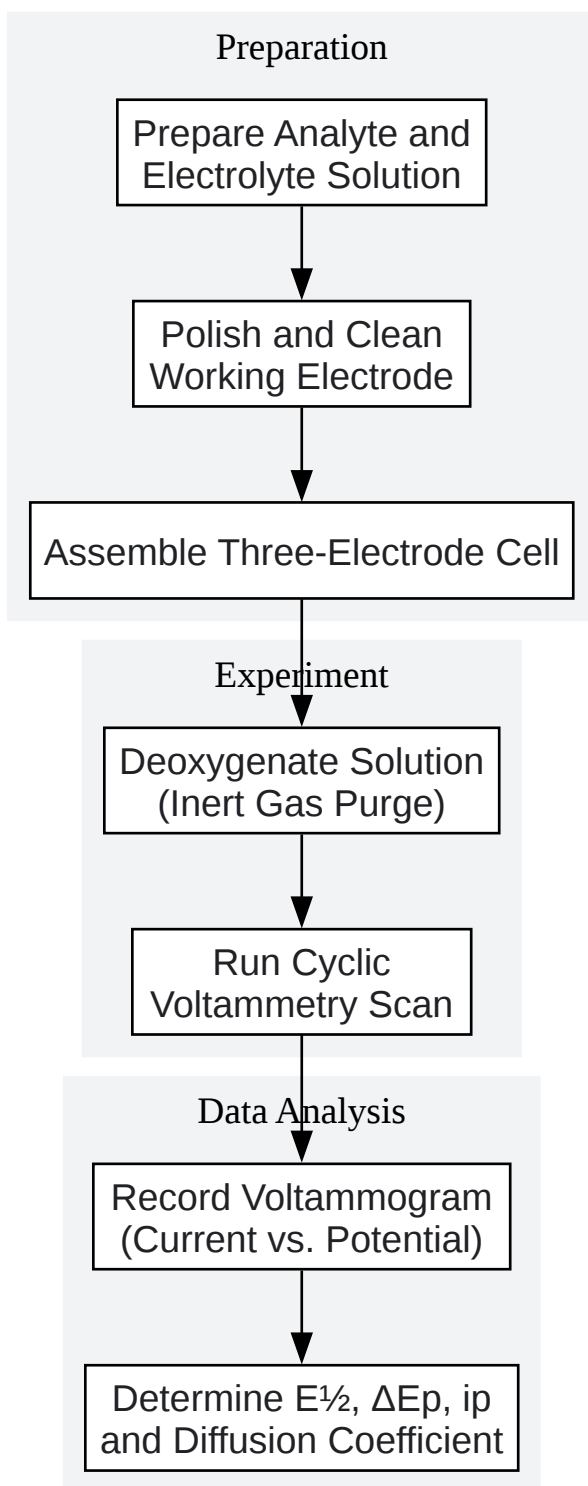 Preparation
Prepare Analyte and
Electrolyte Solution
Polish and Clean
Working Electrode
Assemble Three-Electrode Cell
Experiment
Deoxygenate Solution
(Inert Gas Purge)
Run Cyclic
Voltammetry Scan
Data Analysis
Record Voltammogram
(Current vs. Potential)
Determine E½, ΔEp, ip
and Diffusion Coefficient